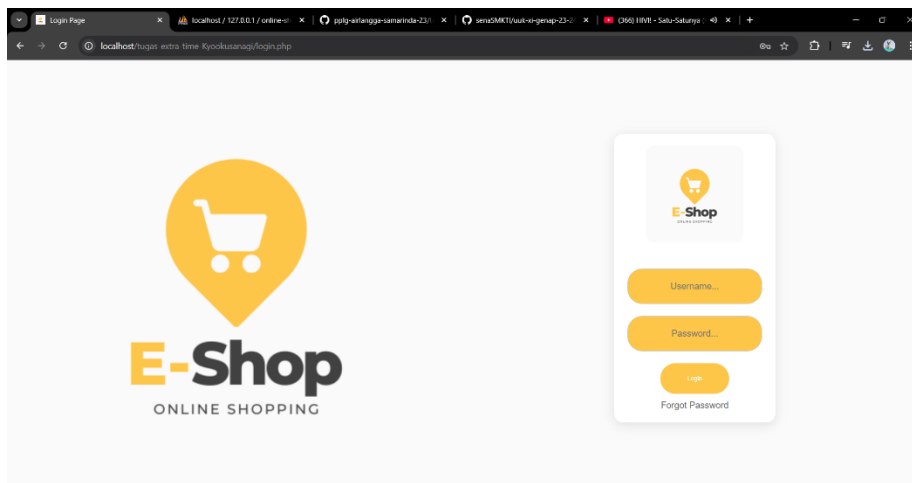 Login Page
localhost / 127.0.0.1 / online-sh
pplg-airlangga-samarinda-23/t
senaSMKTI/uuk-xi-genap-23-24
(366) HIVI! - Satu-Satunya (
localhost/tugas extra time Kyookusanagi/login.php
E-Shop
ONLINE SHOPPING
E-Shop
ONLINE SHOPPING
Username...
Password...
Login
Forgot Password